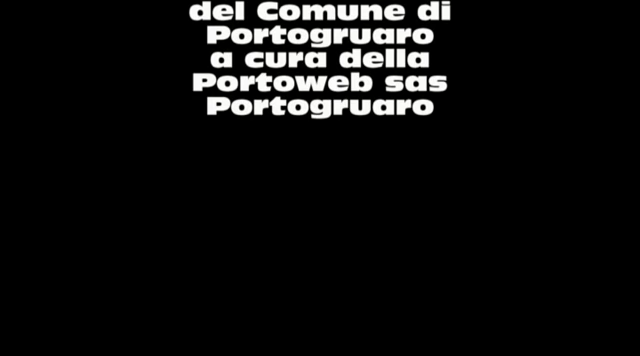 del Comune di
Portogruaro
a cura della
Portoweb sas
Portogruaro